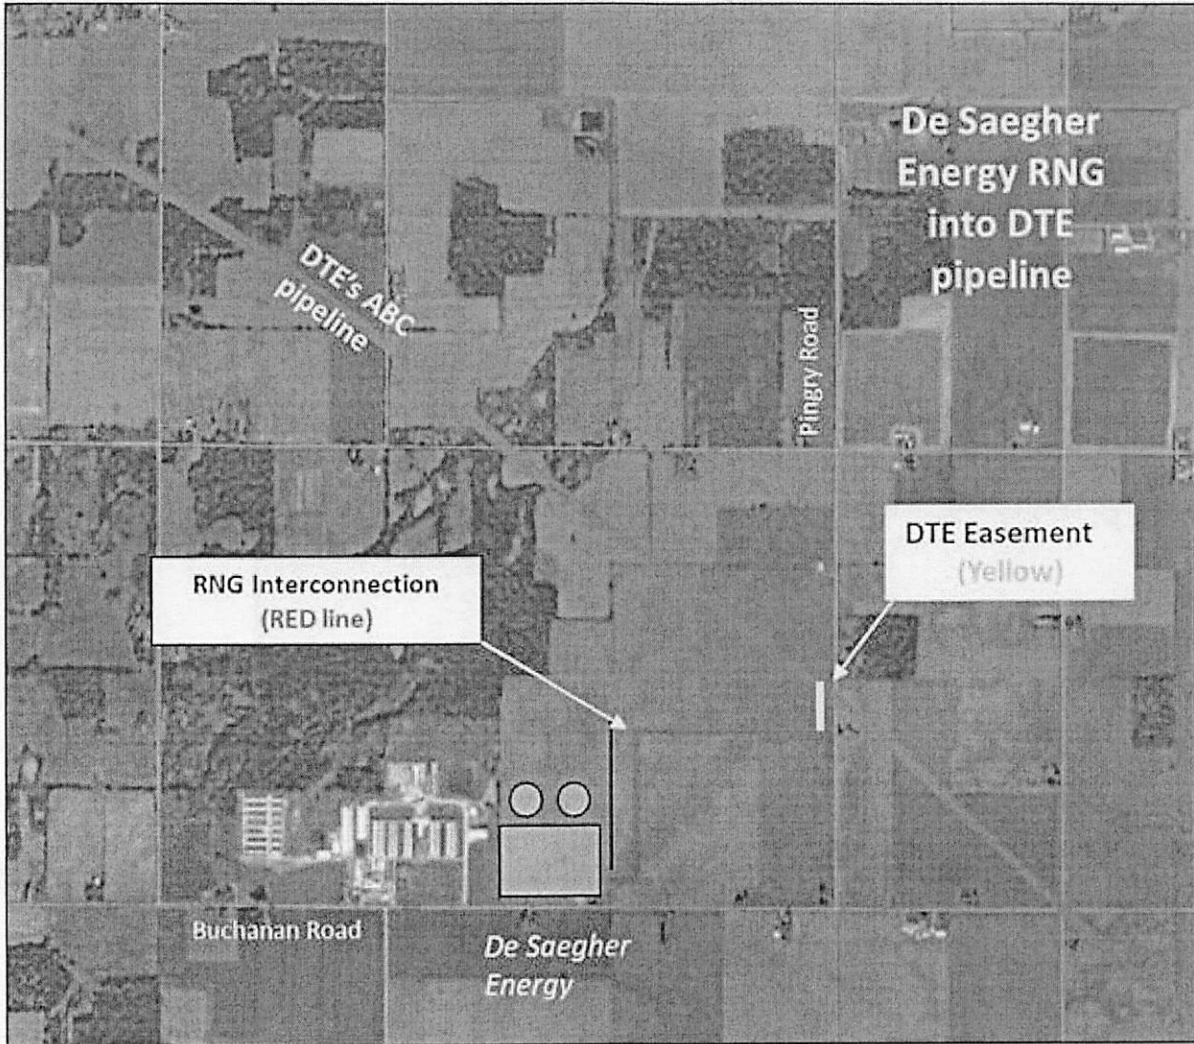 De Saegher
Energy RNG
into DTE
pipeline
DTE's ABC
pipeline
Pingry Road
DTE Easement
(Yellow)
RNG Interconnection
(RED line)
Buchanan Road
De Saegher
Energy